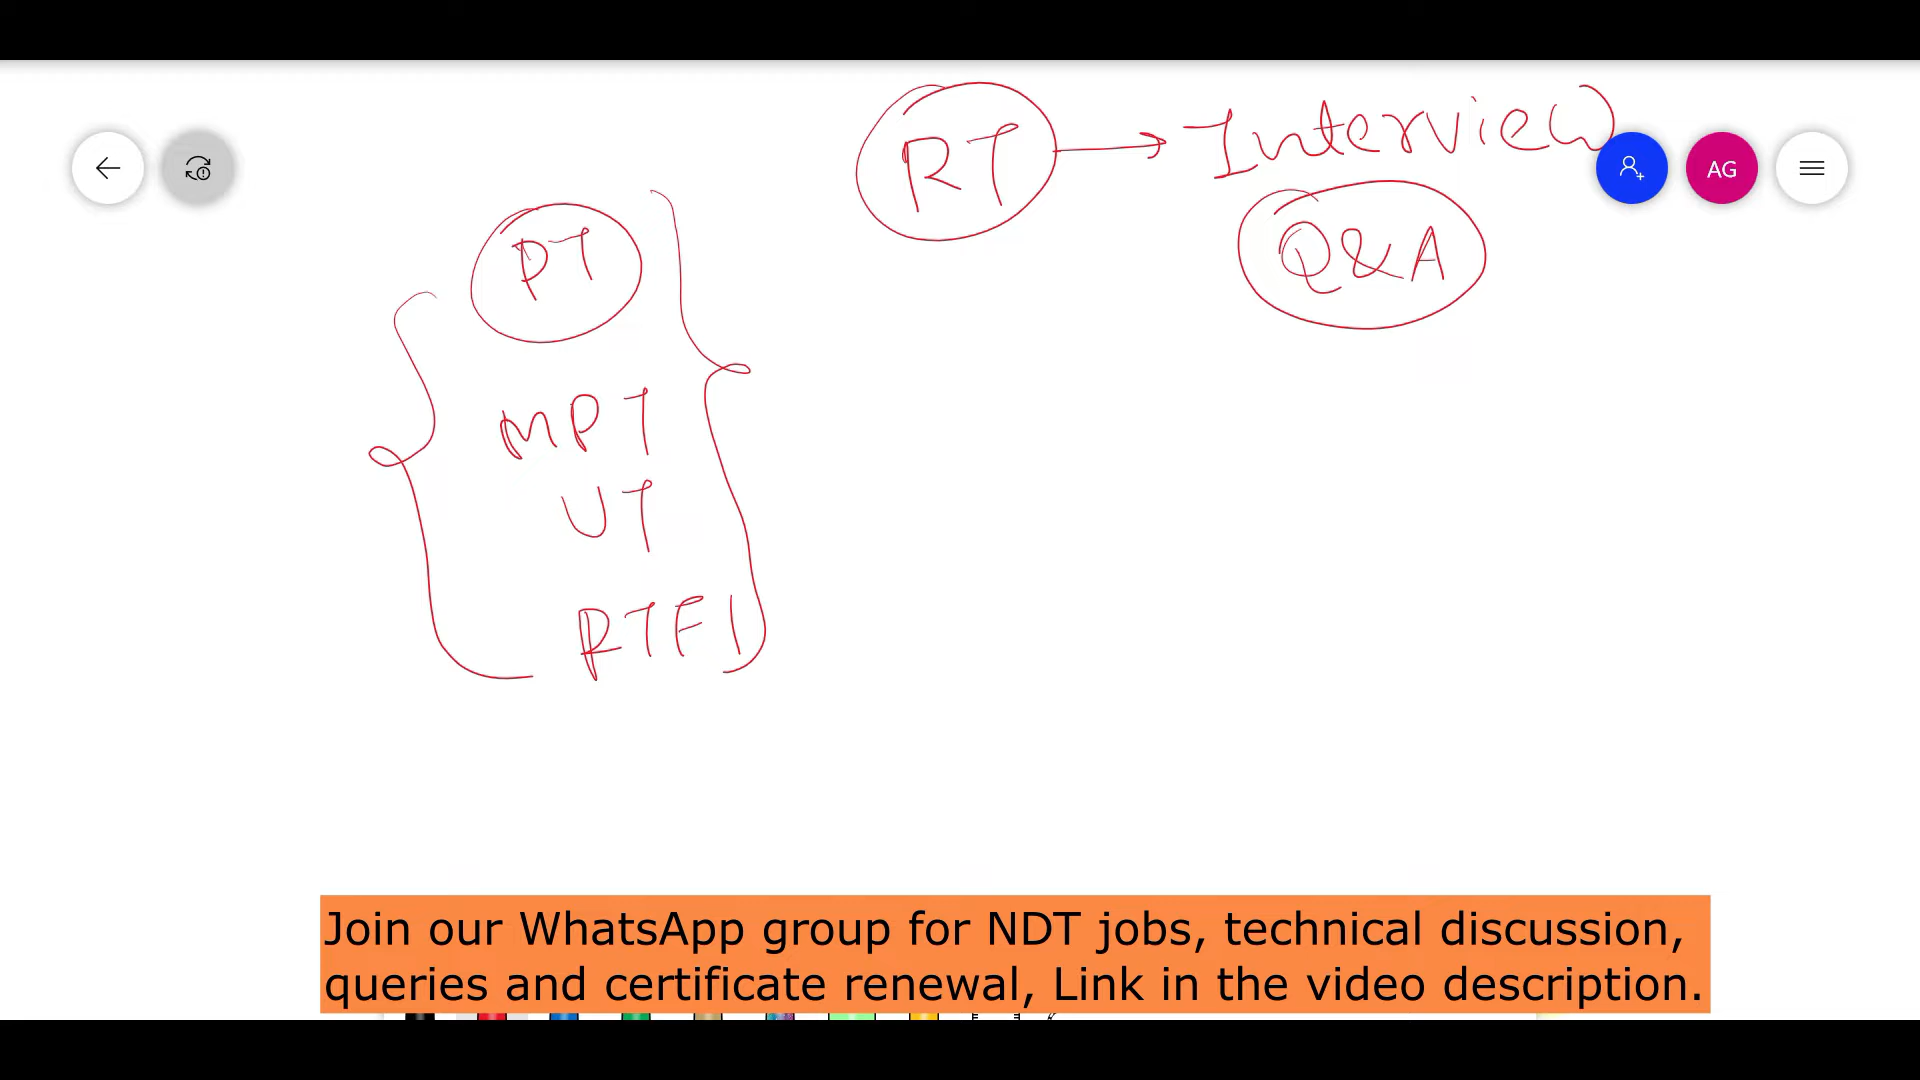 RT → Interview
Q&A
AG
PT
MPT
UT
RTFI
Join our WhatsApp group for NDT jobs, technical discussion,
queries and certificate renewal, Link in the video description.